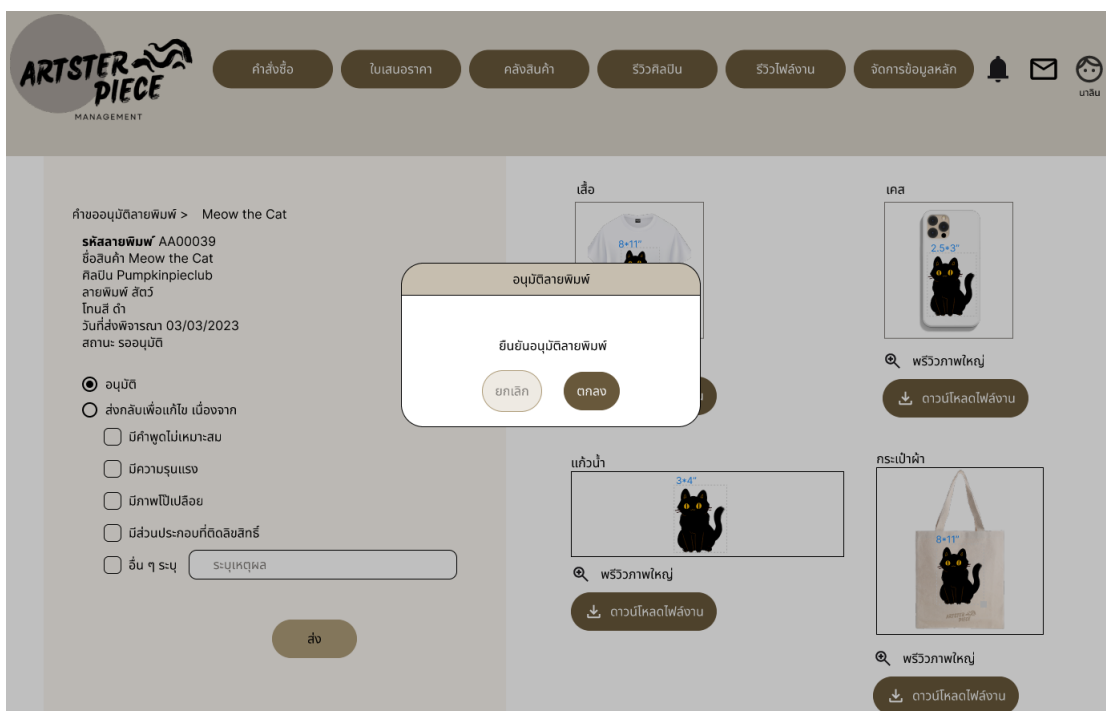 ARTSTER
PIECE
MANAGEMENT
คำสั่งซื้อ
ใบเสนอราคา
คลังสินค้า
รีวิวศิลปิน
รีวิวไฟล์งาน
จัดการข้อมูลหลัก
นาลิน
คำขออนุมัติลายพิมพ์ > Meow the Cat
รหัสลายพิมพ์ AA00039
ชื่อสินค้า Meow the Cat
ศิลปิน Pumpkinpieclub
ลายพิมพ์ สัตว์
โทนสี ดำ
วันที่ส่งพิจารณา 03/03/2023
สถานะ รออนุมัติ
อนุมัติ
ส่งกลับเพื่อแก้ไข เนื่องจาก
มีคำพูดไม่เหมาะสม
มีความรุนแรง
มีภาพโป๊เปลือย
มีส่วนประกอบที่ติดลิขสิทธิ์
อื่น ๆ ระบุ ระบุเหตุผล
ส่ง
อนุมัติลายพิมพ์
ยืนยันอนุมัติลายพิมพ์
ยกเลิก
ตกลง
เสื้อ
8*11"
เคส
2.5*3"
พรีวิวภาพใหญ่
ดาวน์โหลดไฟล์งาน
แก้วน้ำ
3*4"
พรีวิวภาพใหญ่
ดาวน์โหลดไฟล์งาน
กระเป๋าผ้า
8*11"
ARTSTER
PIECE
พรีวิวภาพใหญ่
ดาวน์โหลดไฟล์งาน